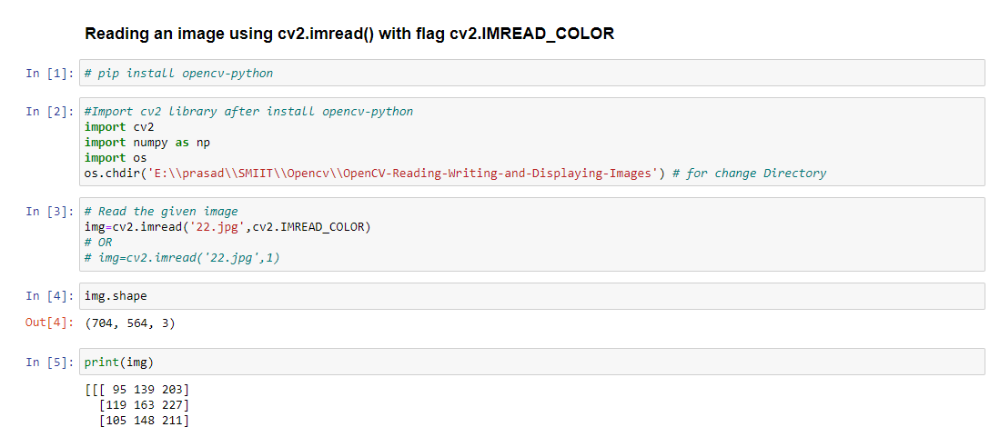 Reading an image using cv2.imread() with flag cv2.IMREAD_COLOR
In [1]: # pip install opencv-python
In [2]: #Import cv2 library after install opencv-python
import cv2
import numpy as np
import os
os.chdir('E:\\prasad\\SMIIT\\Opencv\\OpenCV-Reading-Writing-and-Displaying-Images') # for change Directory
In [3]: # Read the given image
img=cv2.imread('22.jpg',cv2.IMREAD_COLOR)
# OR
# img=cv2.imread('22.jpg',1)
In [4]: img.shape
Out[4]: (704, 564, 3)
In [5]: print(img)
[[[ 95 139 203]
[119 163 227]
[105 148 211]